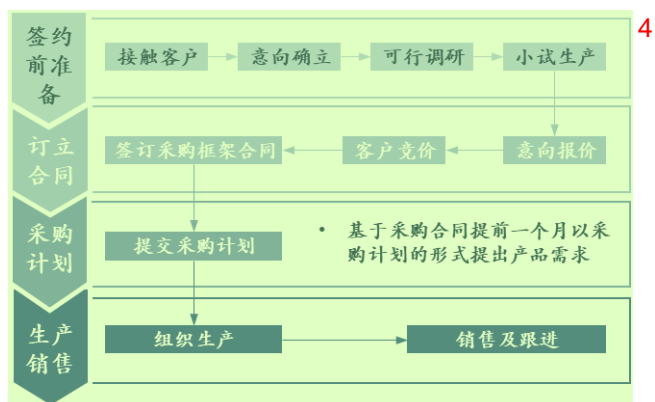 签约
前准
备
接触客户
意向确立
可行调研
小试生产
4
订立
合同
签订采购框架合同
客户竞价
意向报价
采购
计划
提交采购计划
• 基于采购合同提前一个月以采
购计划的形式提出产品需求
生产
销售
组织生产
销售及跟进